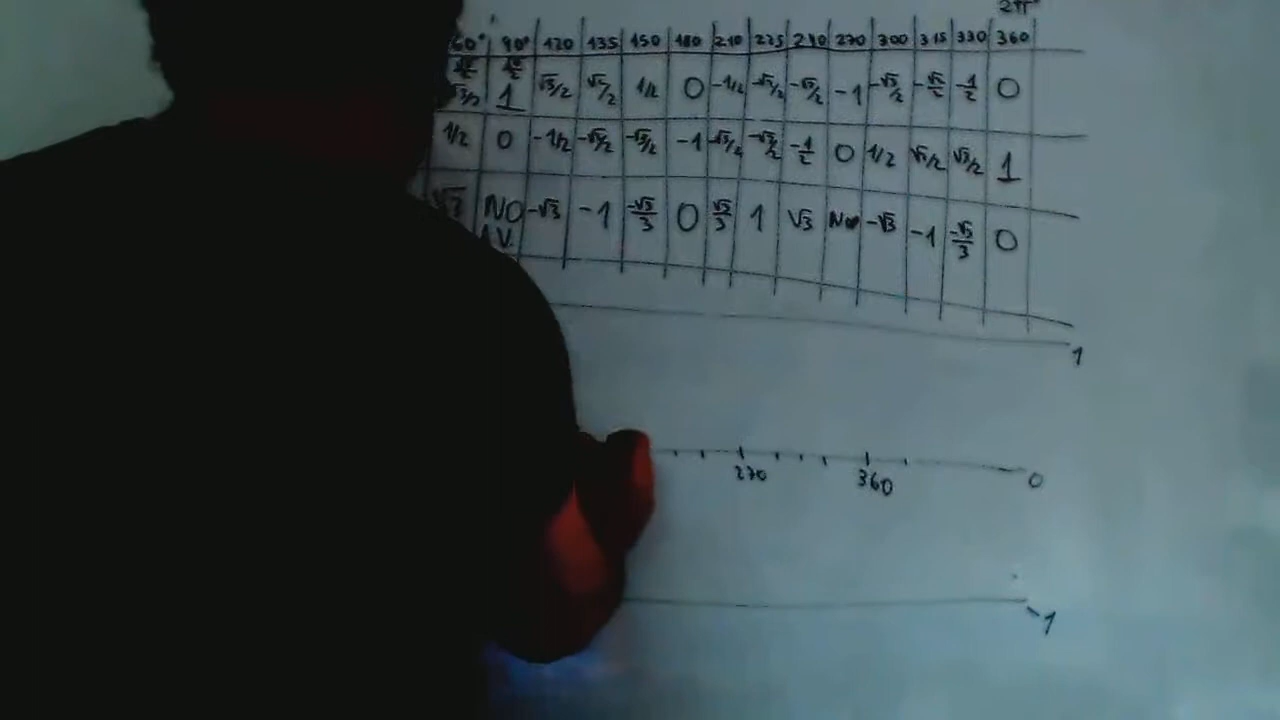 2π
60° 90° 120 135 150 180 210 225 240 270 300 315 330 360
√3/2 1 √3/2 √2/2 1/2 0 -1/2 -√2/2 -√3/2 -1 -√3/2 -√2/2 -1/2 0
1/2 0 -1/2 -√2/2 -√3/2 -1 -√3/2 -√2/2 -1/2 0 1/2 √2/2 √3/2 1
√3 NO -√3 -1 -√3/3 0 √3/3 1 √3 No -√3 -1 -√3/3 0
1
270 360 0
-1